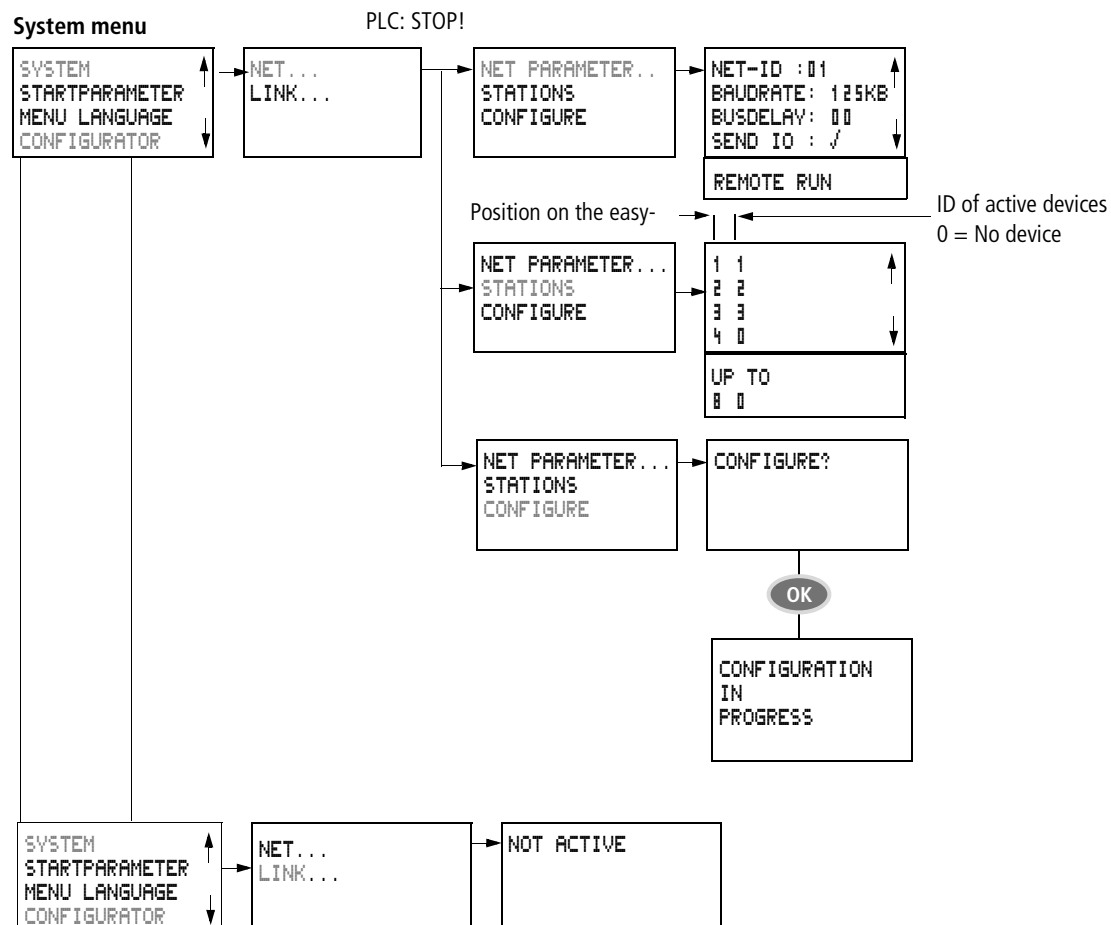 System menu
PLC: STOP!
SYSTEM
STARTPARAMETER
MENU LANGUAGE
CONFIGURATOR
NET...
LINK...
NET PARAMETER..
STATIONS
CONFIGURE
NET-ID :01
BAUDRATE: 125KB
BUSDELAY: 00
SEND IO : √
REMOTE RUN
Position on the easy-
ID of active devices
0 = No device
NET PARAMETER...
STATIONS
CONFIGURE
1 1
2 2
3 3
4 0
UP TO
8 0
NET PARAMETER...
STATIONS
CONFIGURE
CONFIGURE?
OK
CONFIGURATION
IN
PROGRESS
SYSTEM
STARTPARAMETER
MENU LANGUAGE
CONFIGURATOR
NET...
LINK...
NOT ACTIVE